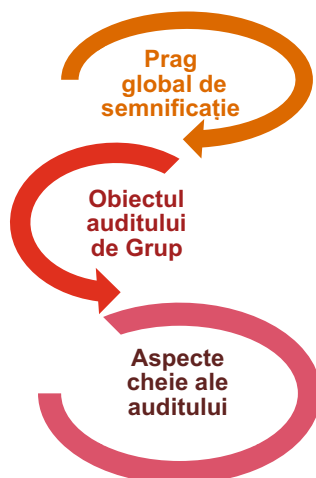 Prag
global de
semnificație
Obiectul
auditului
de Grup
Aspecte
cheie ale
auditului